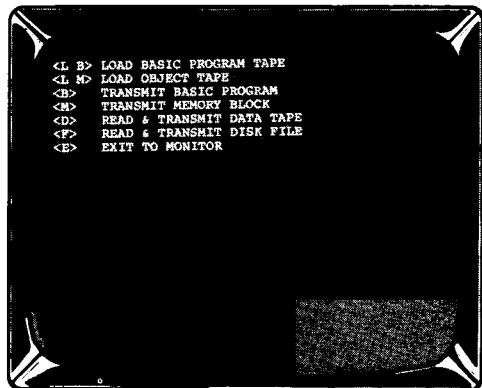 <L B> LOAD BASIC PROGRAM TAPE
<L M> LOAD OBJECT TAPE
<B> TRANSMIT BASIC PROGRAM
<M> TRANSMIT MEMORY BLOCK
<D> READ & TRANSMIT DATA TAPE
<F> READ & TRANSMIT DISK FILE
<E> EXIT TO MONITOR